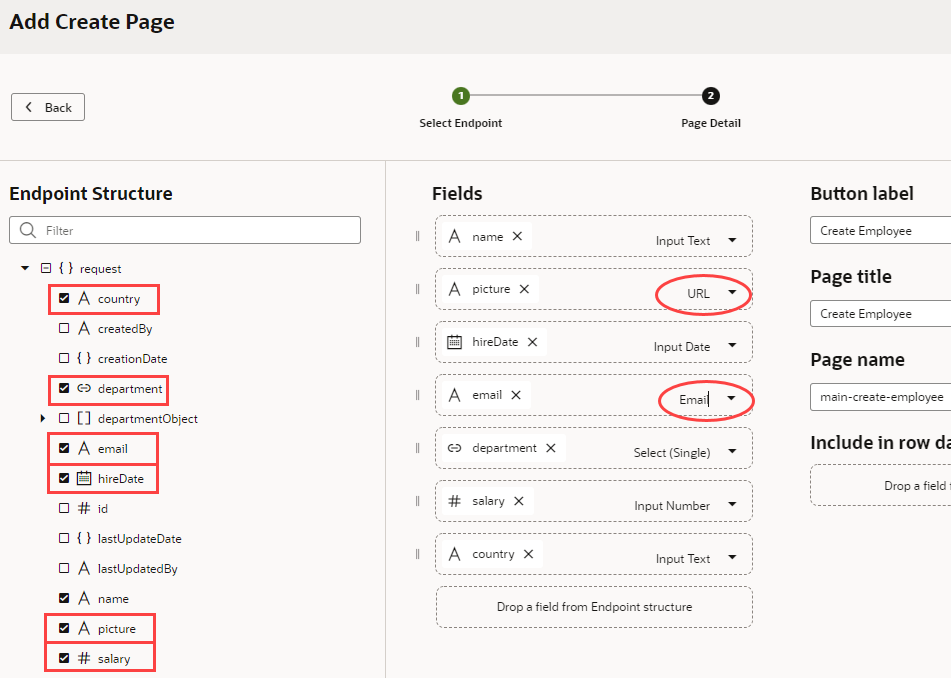 Add Create Page
Back
1
2
Select Endpoint
Page Detail
Endpoint Structure
Filter
request
country
createdBy
creationDate
department
departmentObject
email
hireDate
id
lastUpdateDate
lastUpdatedBy
name
picture
salary
Fields
name
Input Text
picture
URL
hireDate
Input Date
email
Email
department
Select (Single)
salary
Input Number
country
Input Text
Drop a field from Endpoint structure
Button label
Create Employee
Page title
Create Employee
Page name
main-create-employee
Include in row da
Drop a field